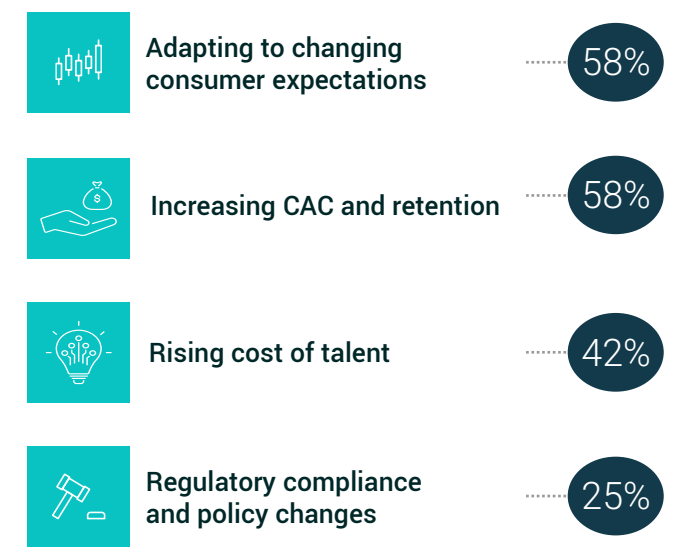 Adapting to changing
consumer expectations
58%
Increasing CAC and retention
58%
Rising cost of talent
42%
Regulatory compliance
and policy changes
25%
$